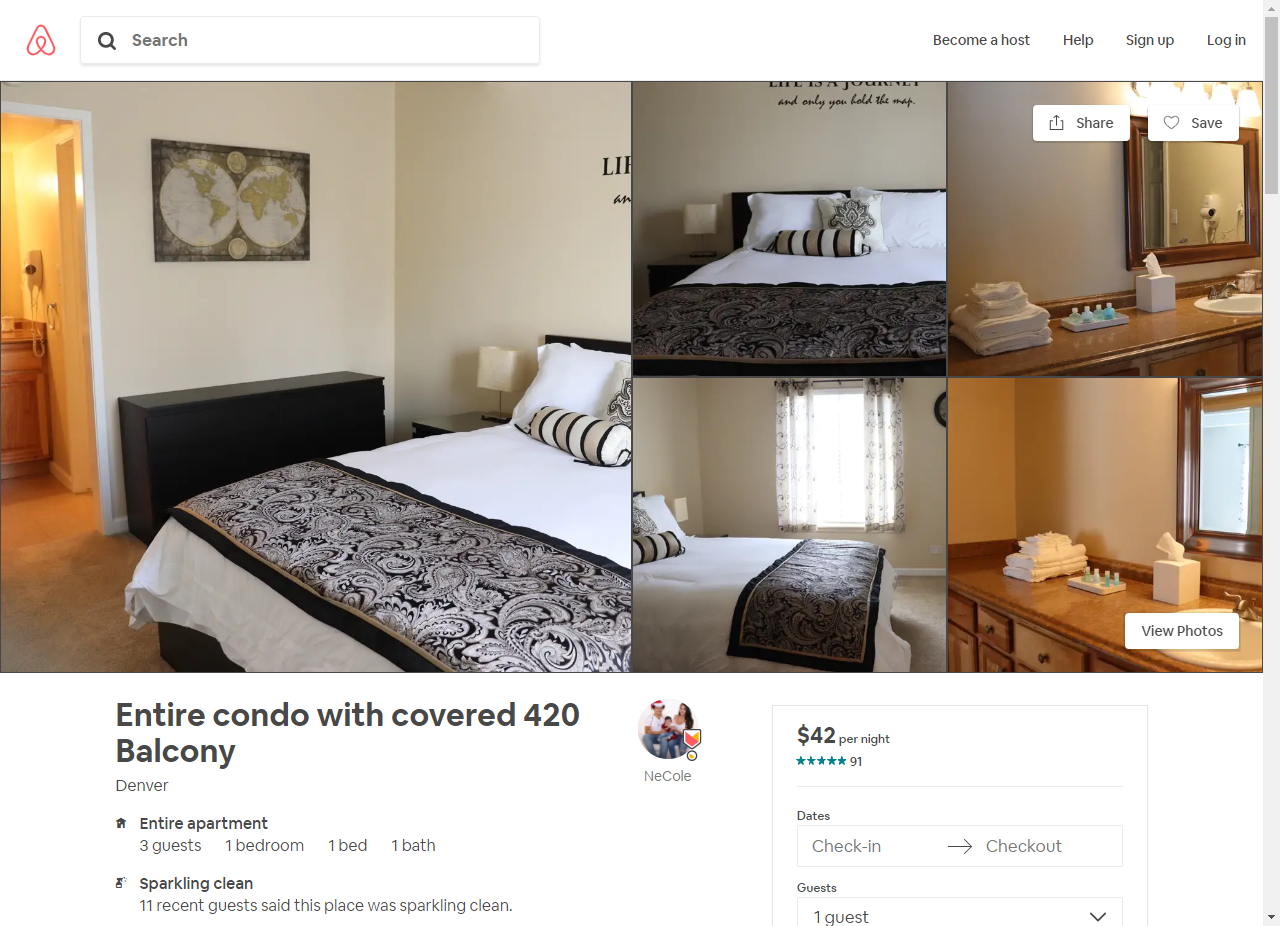 Search
Become a host
Help
Sign up
Log in
LIFE IS A JOURNEY
and only you hold the map.
Share
Save
LIF
an
View Photos
Entire condo with covered 420
Balcony
Denver
NeCole
Entire apartment
3 guests 1 bedroom 1 bed 1 bath
Sparkling clean
11 recent guests said this place was sparkling clean.
$42 per night
91
Dates
Check-in
Checkout
Guests
1 guest